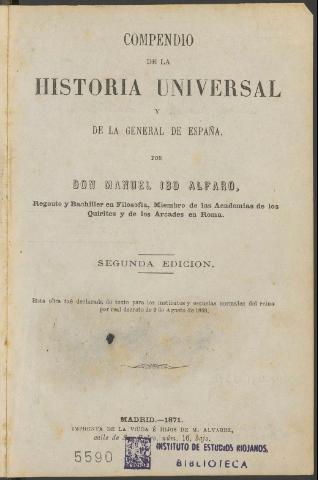 COMPENDIO
DE LA
HISTORIA UNIVERSAL
Y
DE LA GENERAL DE ESPAÑA.
POR
DON MANUEL IBO ALFARO,
Regente y Bachiller en Filosofía, Miembro de las Academias de los
Quirites y de los Arcades en Roma.
SEGUNDA EDICION.
Esta obra fué declarada de texto para los institutos y escuelas normales del reino
por real decreto de 9 de Agosto de
MADRID.—1871.
IMPRENTA DE LA VIUDA É HIJOS DE M. ALVAREZ,
calle de núm. 16, bajo.
5590
INSTITUTO DE ESTUDIOS RIOJANOS.
BIBLIOTECA